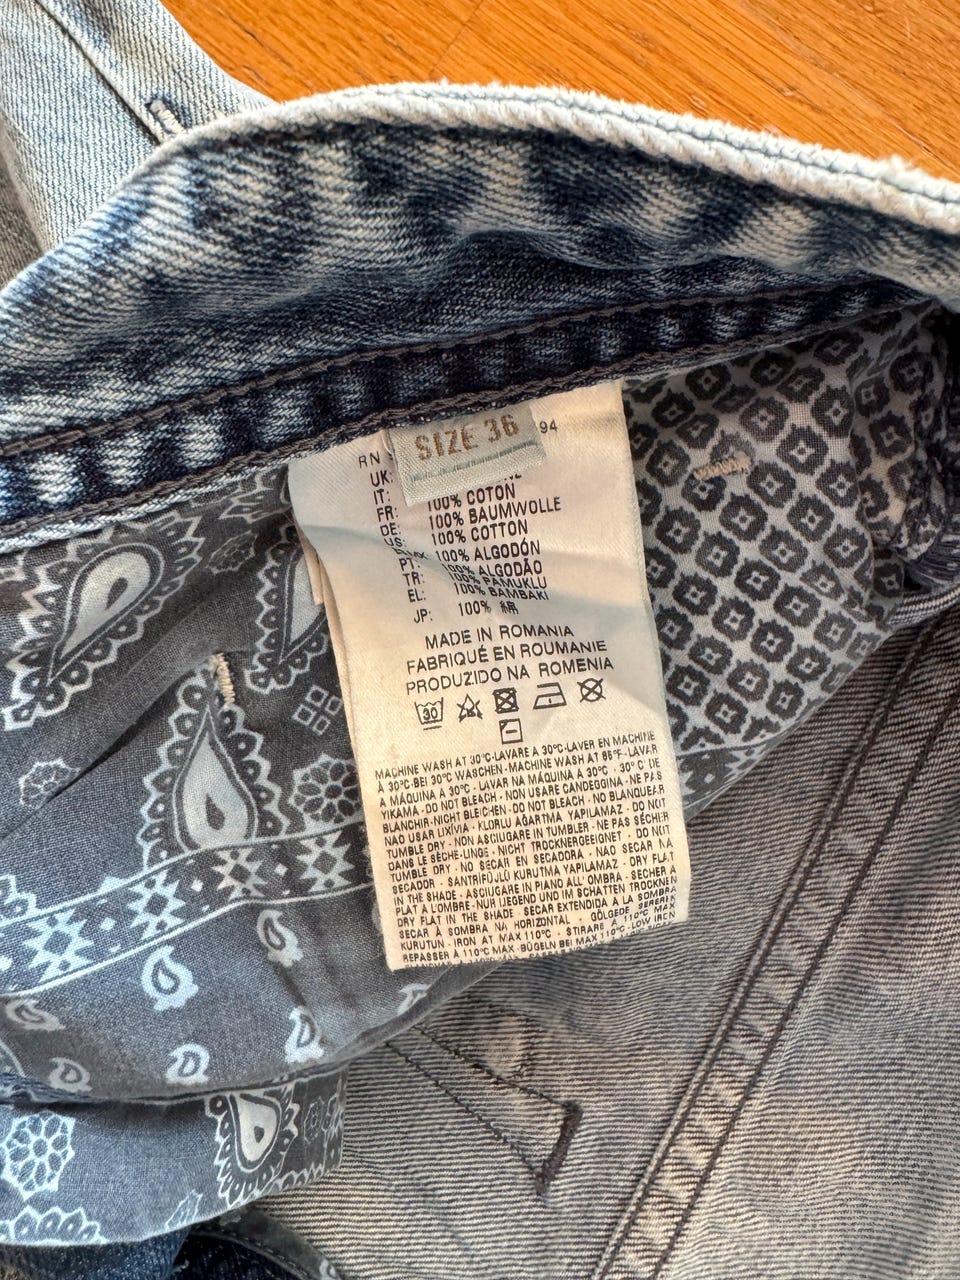 SIZE 36
RN 94
UK:
IT:
FR: 100% COTON
DE: 100% BAUMWOLLE
US: 100% COTTON
100% ALGODÓN
PT: 100% ALGODÃO
TR: 100% PAMUKLU
EL: 100% BAMBAKI
JP: 100% 綿
MADE IN ROMANIA
FABRIQUÉ EN ROUMANIE
PRODUZIDO NA ROMENIA
30
MACHINE WASH AT 30°C·LAVARE A 30°C·LAVER EN MACHINE
À 30°C·BEI 30°C WASCHEN·MACHINE WASH AT 86°F·LAVAR
A MÁQUINA A 30°C · LAVAR NA MÁQUINA A 30°C · 30° C' DE
YIKAMA · DO NOT BLEACH · NON USARE CANDEGGINA · NE PAS
BLANCHIR·NICHT BLEICHEN·DO NOT BLEACH · NO BLANQUEAR
NAO USAR LIXÍVIA · KLORLU AĞARTMA YAPILAMAZ · DO NOT
TUMBLE DRY · NON ASCIUGARE IN TUMBLER · NE PAS SÉCHER
DANS LE SÈCHE-LINGE · NICHT TROCKNERGEEIGNET · DO NOT
TUMBLE DRY · NO SECAR EN SECADORA · NAO SECAR NA
SECADOR · SANTRIFÜJLÜ KURUTMA YAPILAMAZ · DRY FLAT
IN THE SHADE · ASCIUGARE IN PIANO ALL'OMBRA · SECHER A
PLAT A L'OMBRE · NUR LIEGEND UND IM SCHATTEN TROCKNEN
DRY FLAT IN THE SHADE · SECAR EXTENDIDA A LA SOMBRA
SECAR À SOMBRA NA HORIZONTAL · GÖLGEDE SEREREK
KURUTUN · IRON AT MAX 110°C · STIRARE A 110°C MAX
REPASSER A 110°C MAX · BÜGELN BEI MAX 110°C · LOW IRON